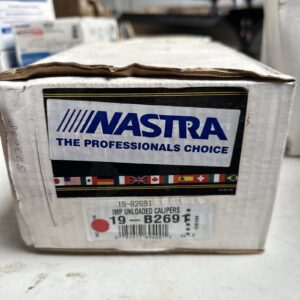 NASTRA
THE PROFESSIONALS CHOICE
19-B2691
IMP UNLOADED CALIPERS
19-B2691